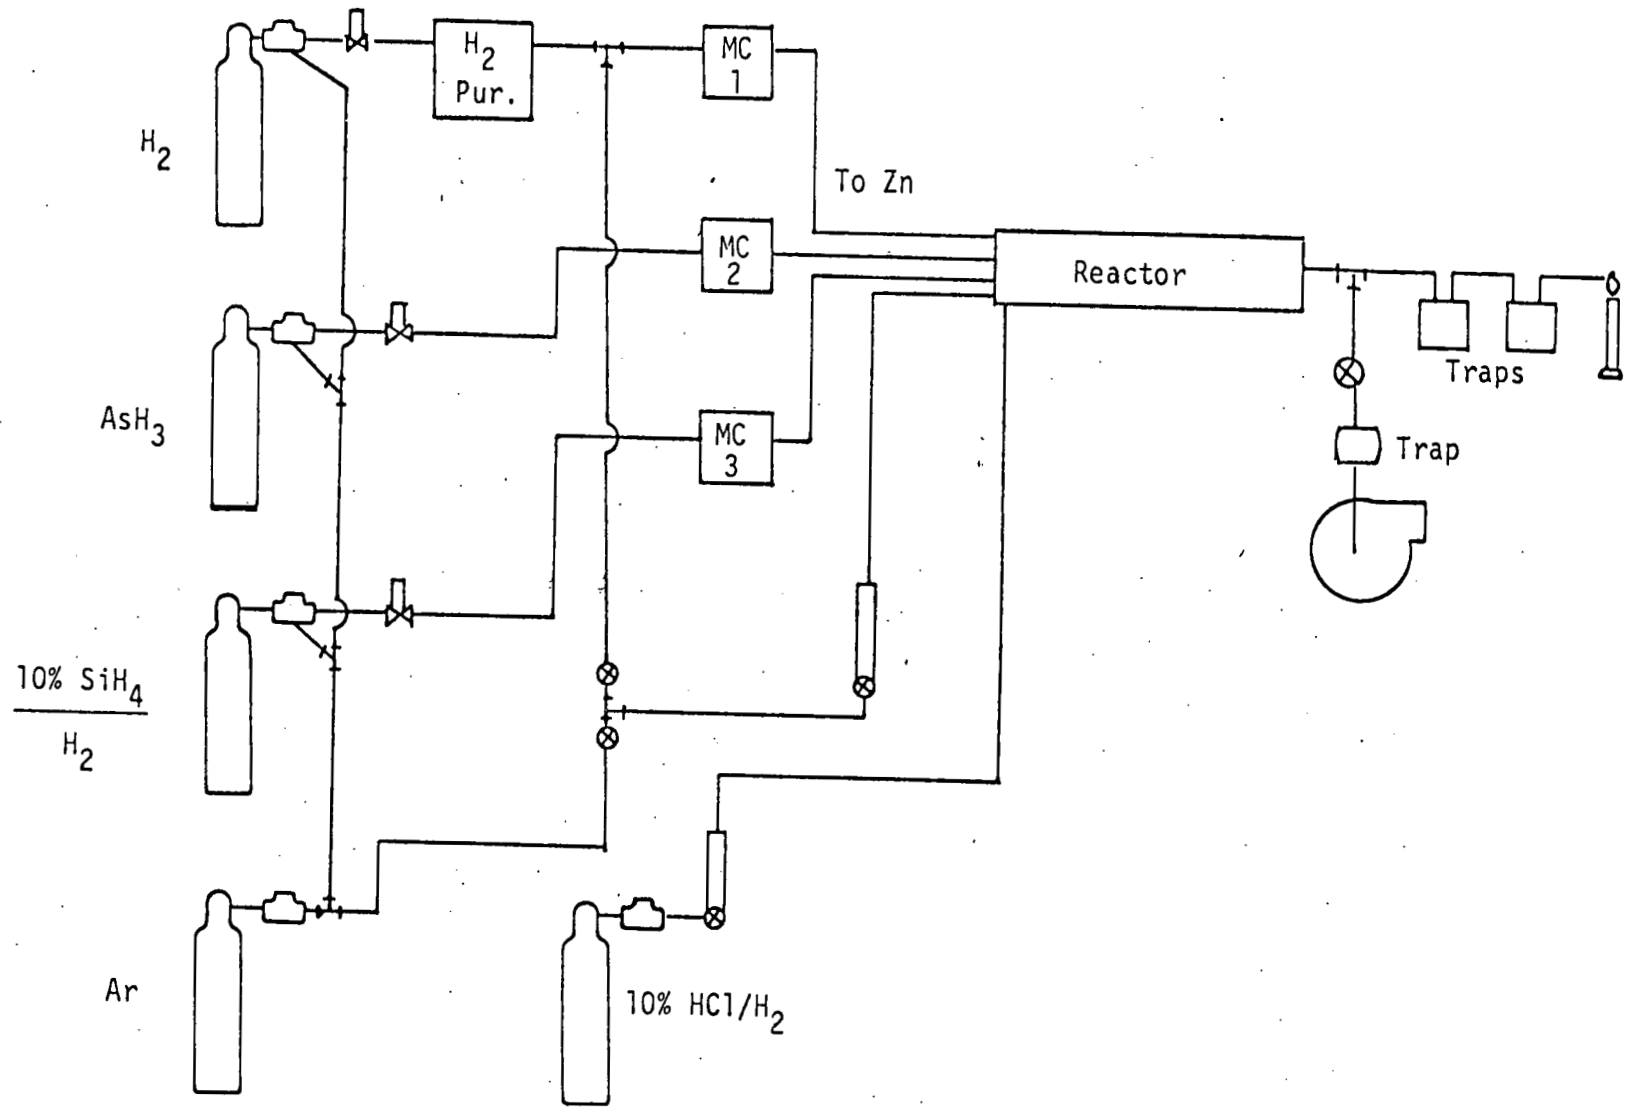 H2
H2
Pur.
MC
1
To Zn
MC
2
Reactor
AsH3
Traps
MC
3
Trap
10% SiH4
H2
Ar
10% HCl/H2